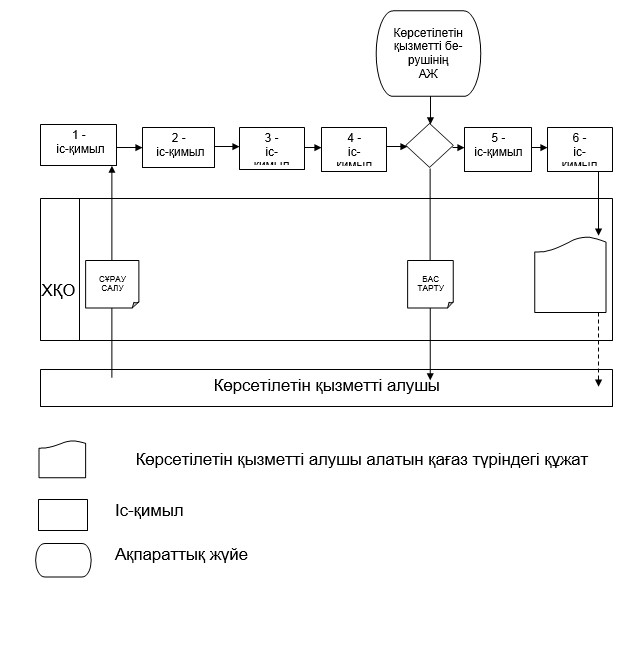 Көрсетілетін
қызметті бе-
рушінің
АЖ
1 -
іс-қимыл
2 -
іс-қимыл
3 -
іс-
4 -
іс-
5 -
іс-қимыл
6 -
іс-
ХҚО
СҰРАУ
САЛУ
БАС
ТАРТУ
Көрсетілетін қызметті алушы
Көрсетілетін қызметті алушы алатын қағаз түріндегі құжат
Іс-қимыл
Ақпараттық жүйе